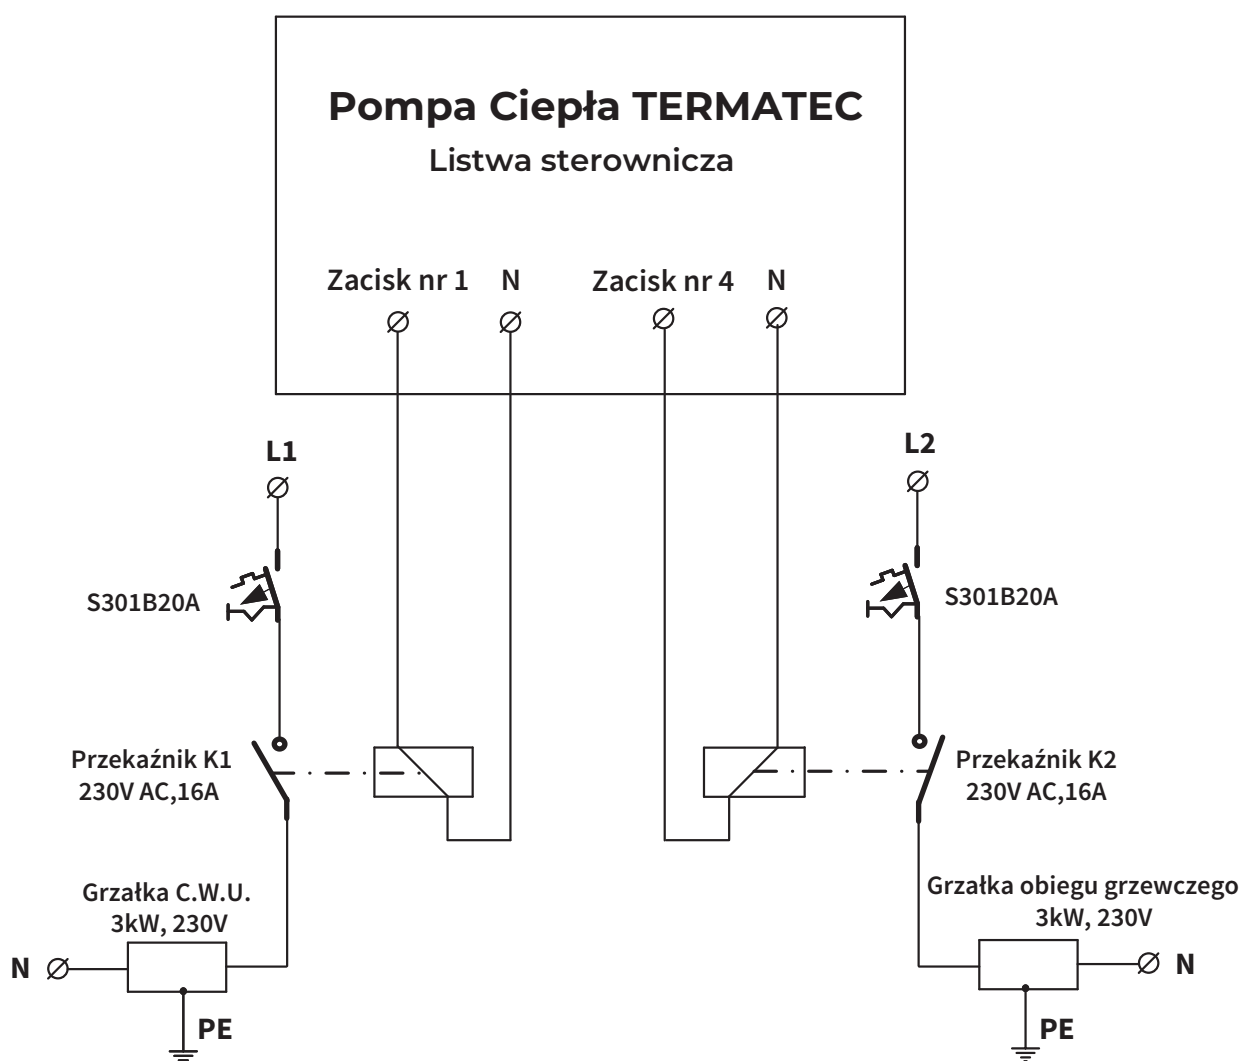 Pompa Ciepła TERMATEC
Listwa sterownicza
Zacisk nr 1 N Zacisk nr 4 N
L1
L2
S301B20A
S301B20A
Przekaźnik K1
230V AC,16A
Przekaźnik K2
230V AC,16A
Grzałka C.W.U.
3kW, 230V
Grzałka obiegu grzewczego
3kW, 230V
N
N
PE
PE